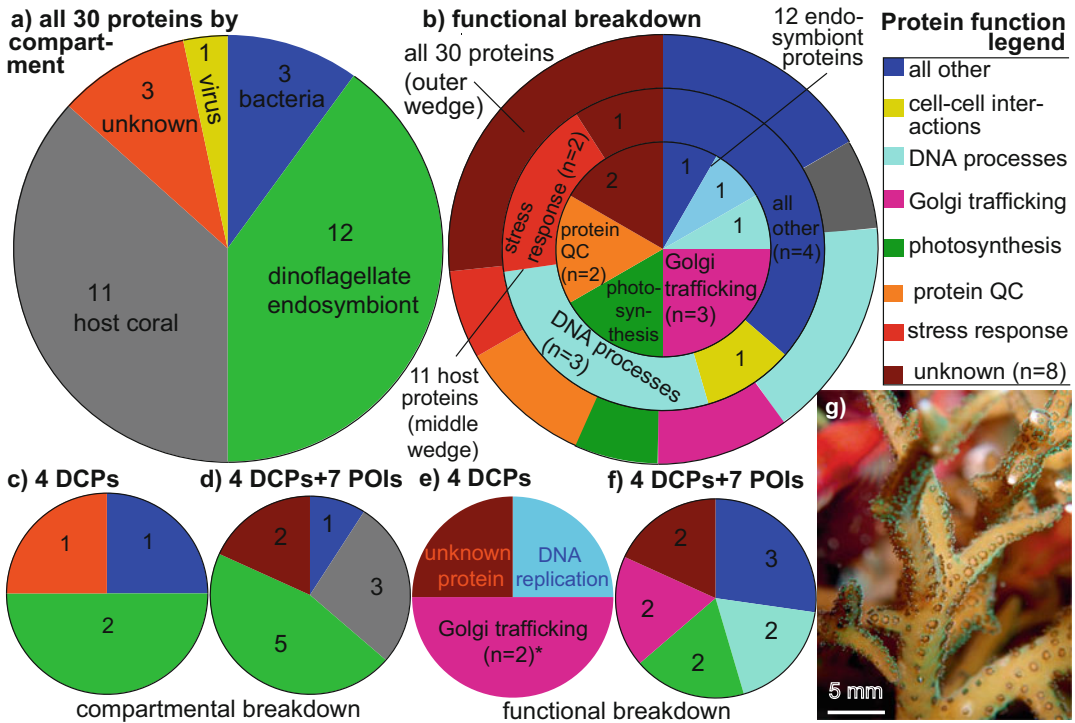 a) all 30 proteins by
compart-
ment
1
virus
3
bacteria
3
unknown
12
dinoflagellate
endosymbiont
11
host coral
b) functional breakdown
all 30 proteins
(outer
wedge)
12 endo-
symbiont
proteins
1
2
1
1
1
all
other
(n=4)
stress
response (n=2)
protein
QC
(n=2)
Golgi
trafficking
(n=3)
photo-
syn-
thesis
DNA processes
(n=3)
1
11 host
proteins
(middle
wedge)
Protein function
legend
all other
cell-cell inter-
actions
DNA processes
Golgi trafficking
photosynthesis
protein QC
stress response
unknown (n=8)
c) 4 DCPs
1
1
2
d) 4 DCPs+7 POIs
2
1
3
5
compartmental breakdown
e) 4 DCPs
unknown
protein
DNA
replication
Golgi trafficking
(n=2)*
f) 4 DCPs+7 POIs
2
3
2
2
2
functional breakdown
g)
5 mm